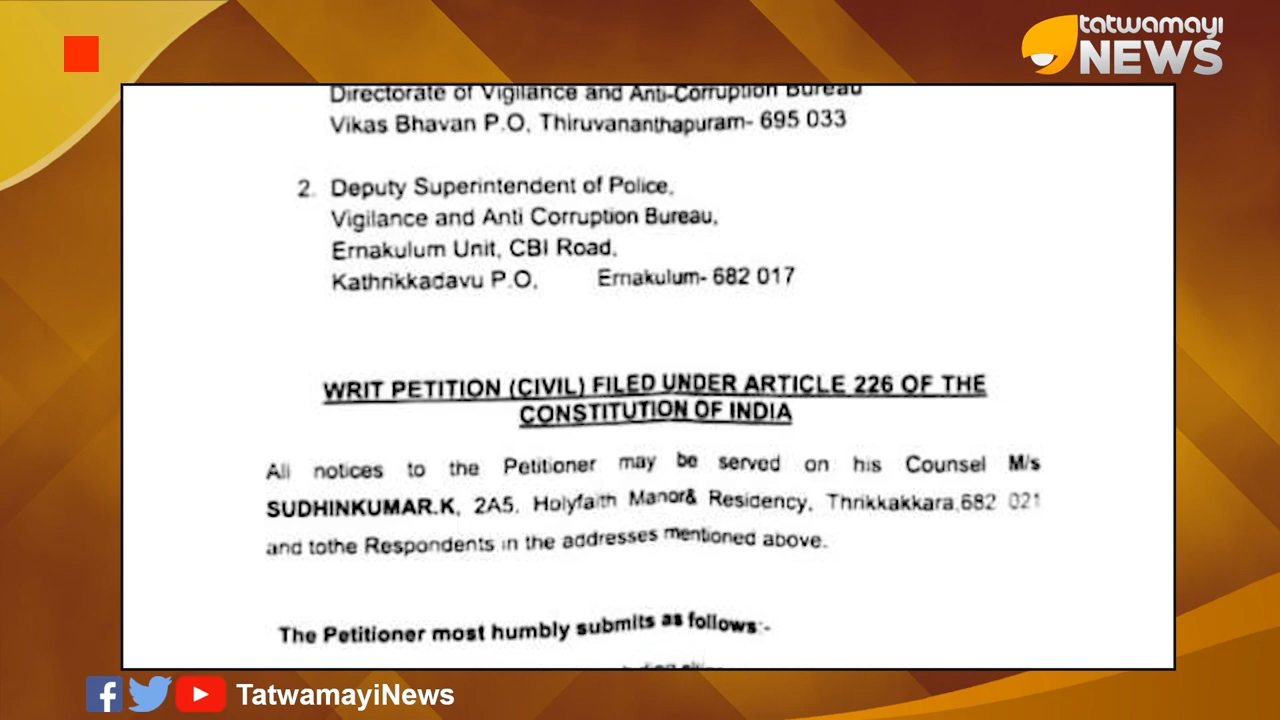 tatwamayi
NEWS
Directorate of Vigilance and Anti-Corruption Bureau
Vikas Bhavan P.O, Thiruvananthapuram- 695 033
2. Deputy Superintendent of Police,
Vigilance and Anti Corruption Bureau,
Ernakulum Unit, CBI Road,
Kathrikkadavu P.O, Ernakulum- 682 017
WRIT PETITION (CIVIL) FILED UNDER ARTICLE 226 OF THE
CONSTITUTION OF INDIA
All notices to the Petitioner may be served on his Counsel M/s
SUDHINKUMAR.K, 2A5, Holyfaith Manor& Residency, Thrikkakkara,682 021
and tothe Respondents in the addresses mentioned above.
The Petitioner most humbly submits as follows:-
TatwamayiNews